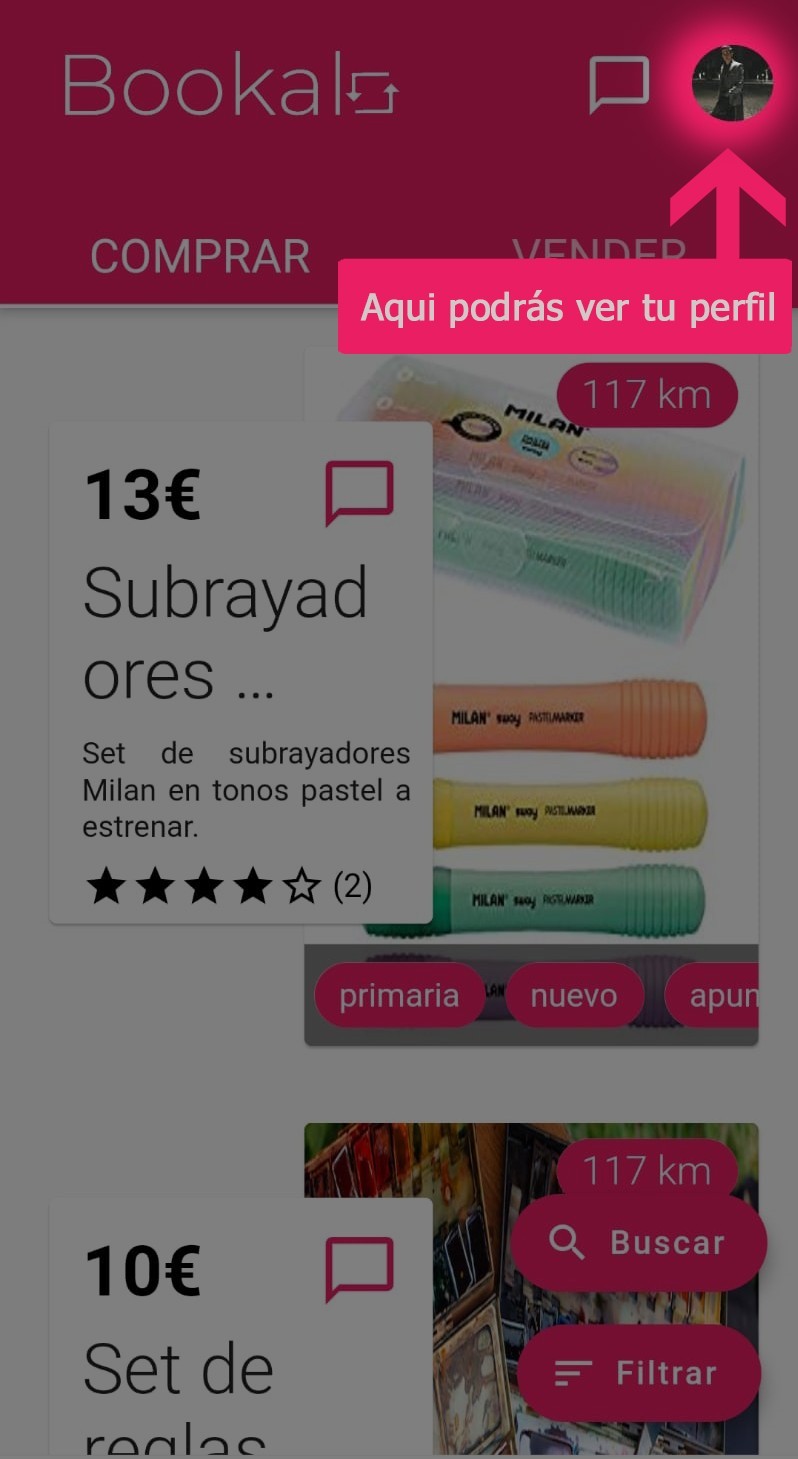 Bookal
COMPRAR
VENDER
Aqui podrás ver tu perfil
117 km
MILAN
13€
Subrayad
ores ...
Set de subrayadores
Milan en tonos pastel a
estrenar.
(2)
MILAN sway PASTELMARKER
MILAN sway PASTELMARKER
MILAN sway PASTELMARKER
primaria
nuevo
apun
117 km
10€
Buscar
Set de
reglas
Filtrar